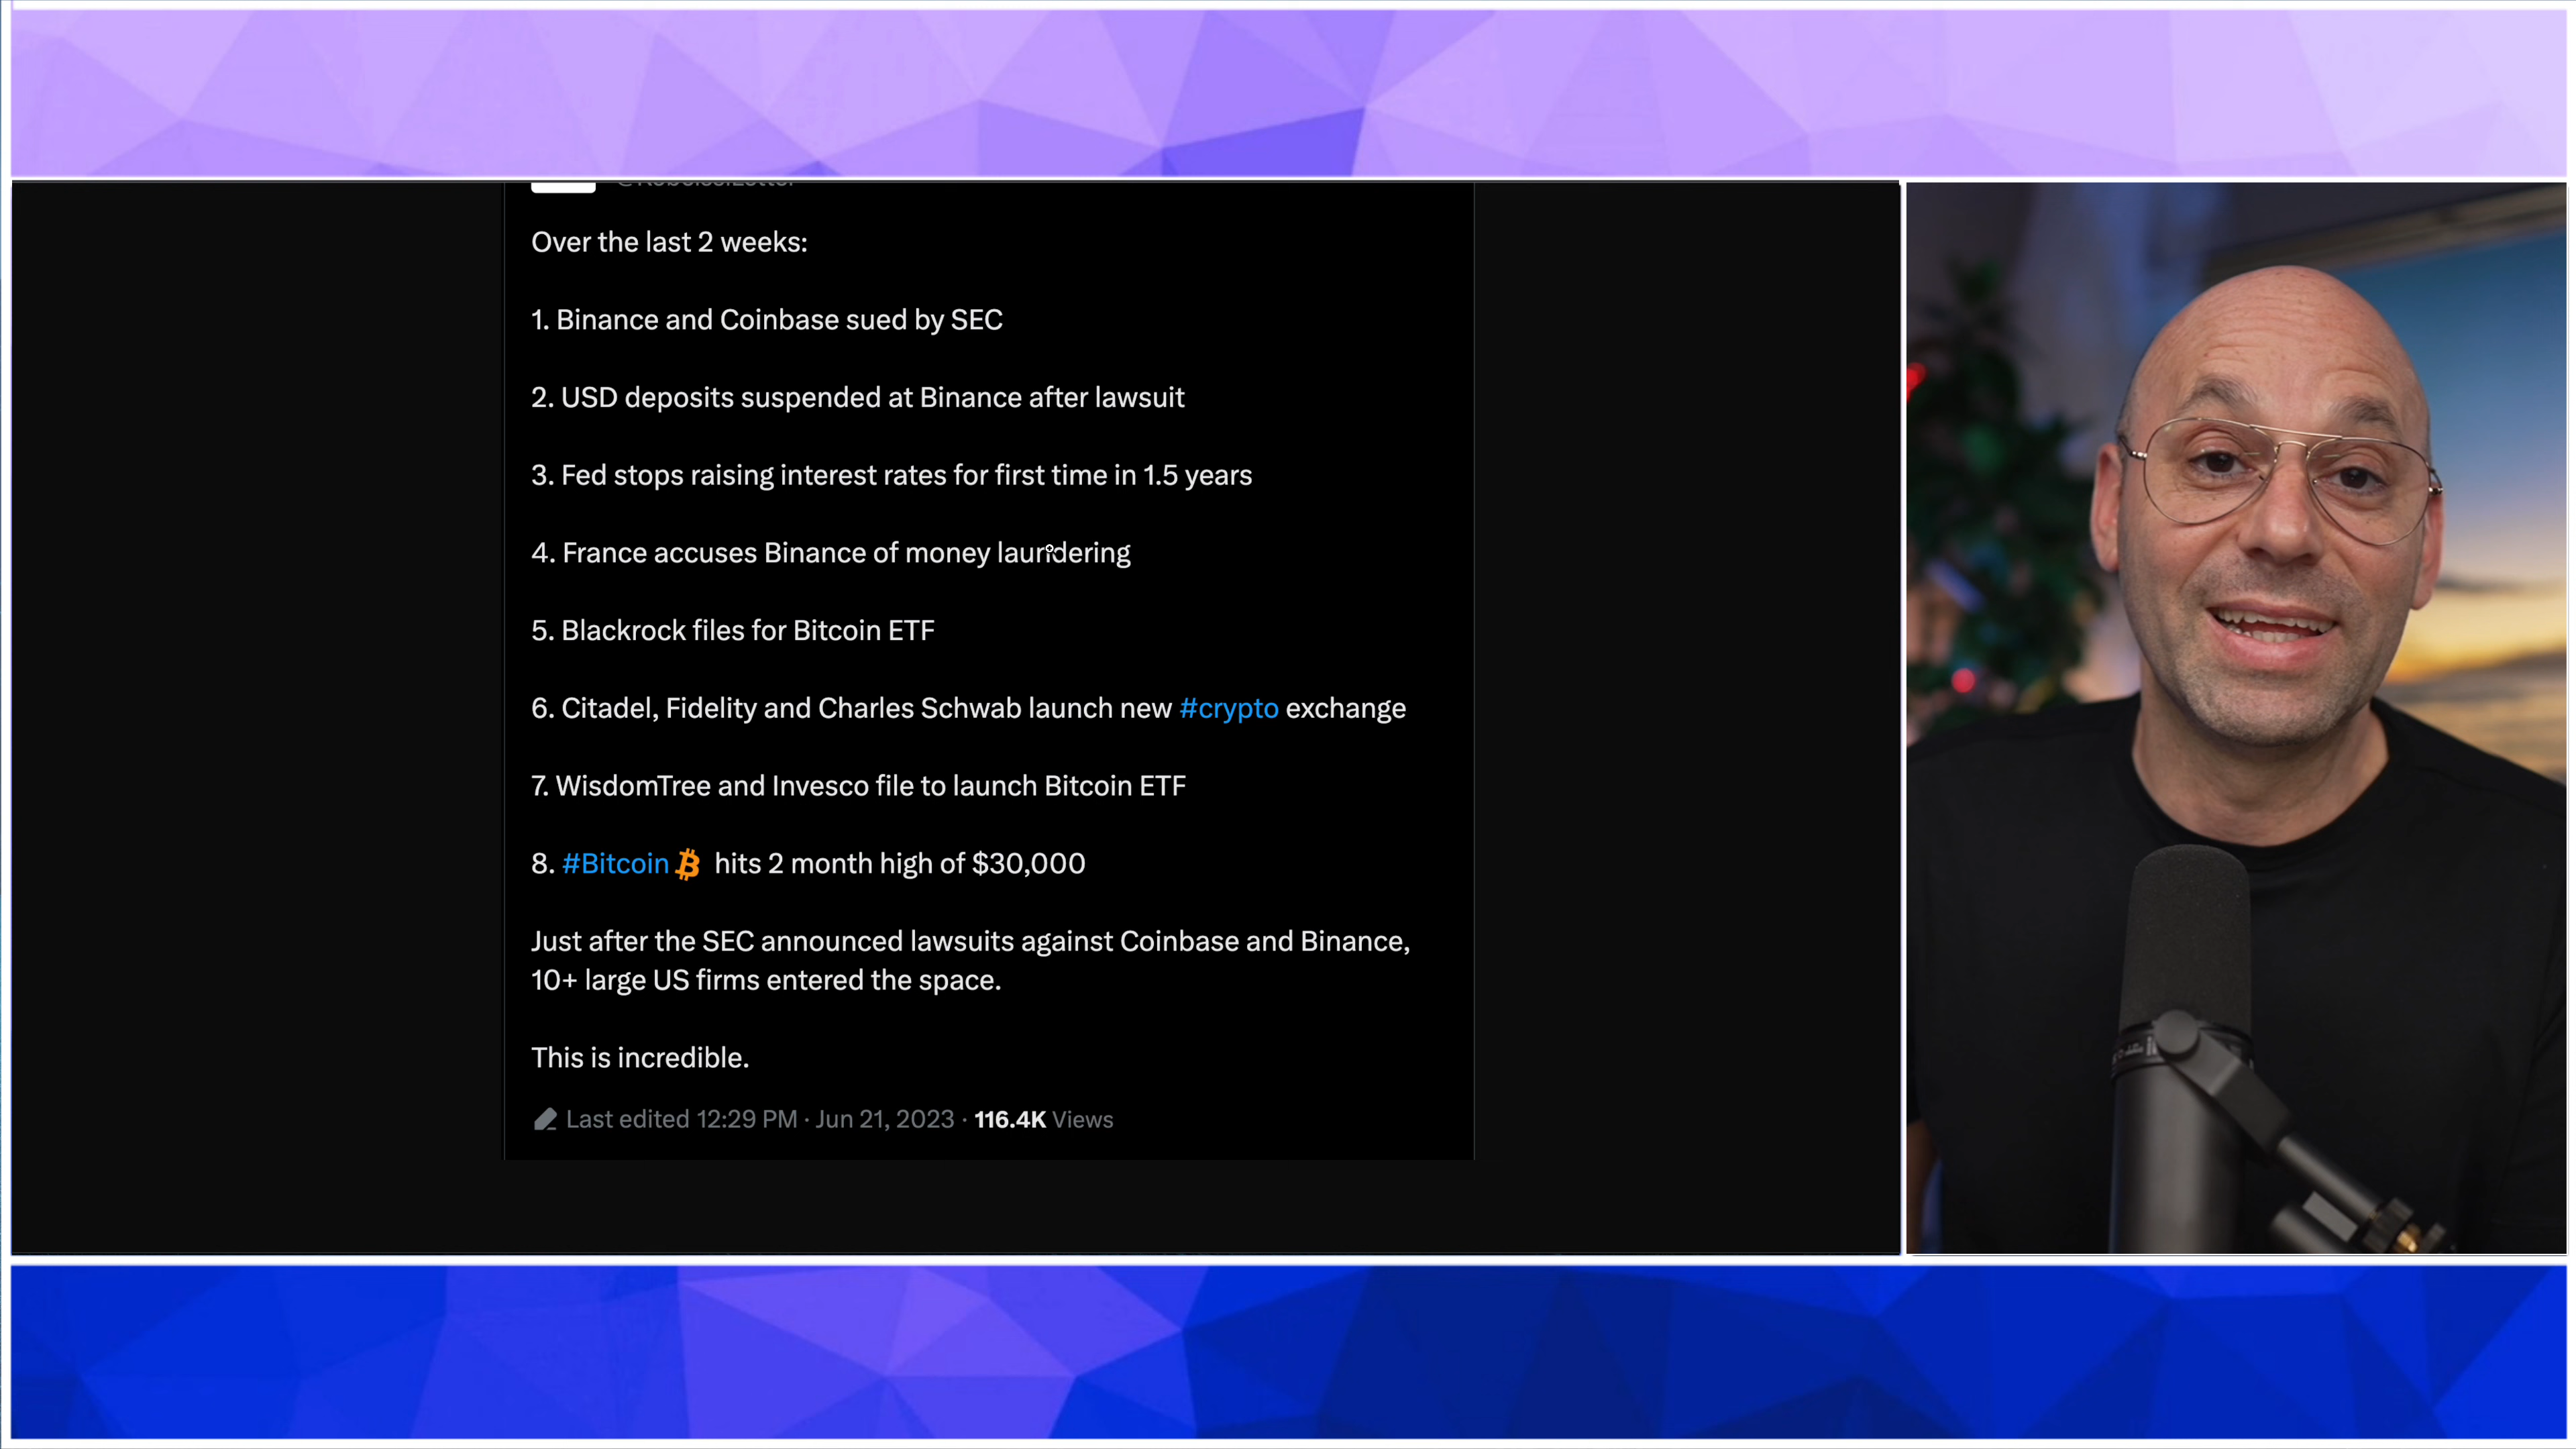 Over the last 2 weeks:
1. Binance and Coinbase sued by SEC
2. USD deposits suspended at Binance after lawsuit
3. Fed stops raising interest rates for first time in 1.5 years
4. France accuses Binance of money laundering
5. Blackrock files for Bitcoin ETF
6. Citadel, Fidelity and Charles Schwab launch new #crypto exchange
7. WisdomTree and Invesco file to launch Bitcoin ETF
8. #Bitcoin hits 2 month high of $30,000
Just after the SEC announced lawsuits against Coinbase and Binance,
10+ large US firms entered the space.
This is incredible.
Last edited 12:29 PM · Jun 21, 2023 · 116.4K Views